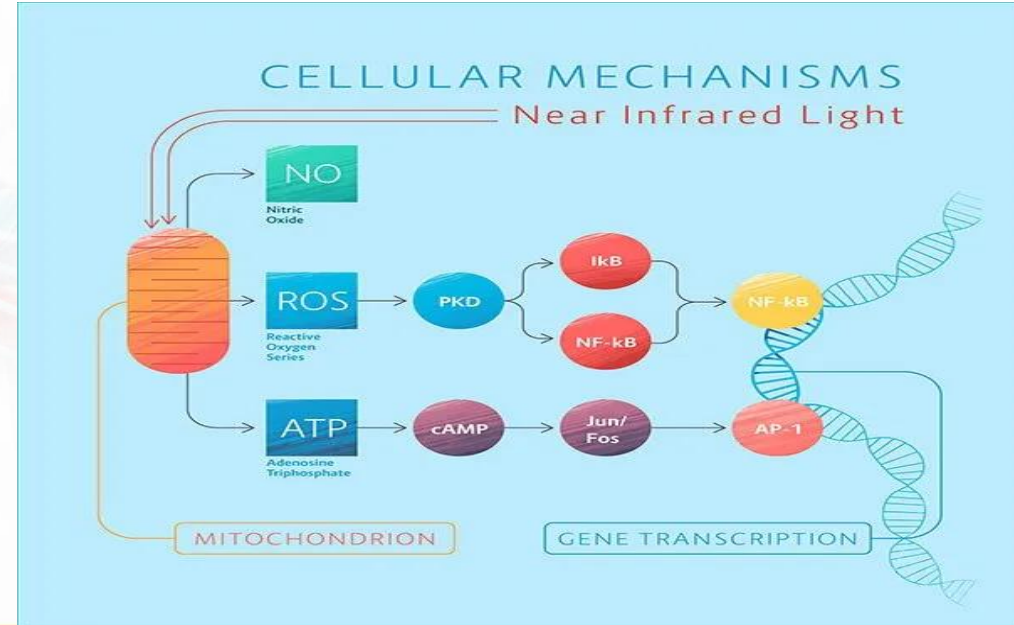 CELLULAR MECHANISMS
Near Infrared Light
NO
Nitric
Oxide
ROS
Reactive
Oxygen
Series
PKD
IkB
NF-kB
NF-kB
ATP
Adenosine
Triphosphate
cAMP
Jun/
Fos
AP-1
MITOCHONDRION
GENE TRANSCRIPTION